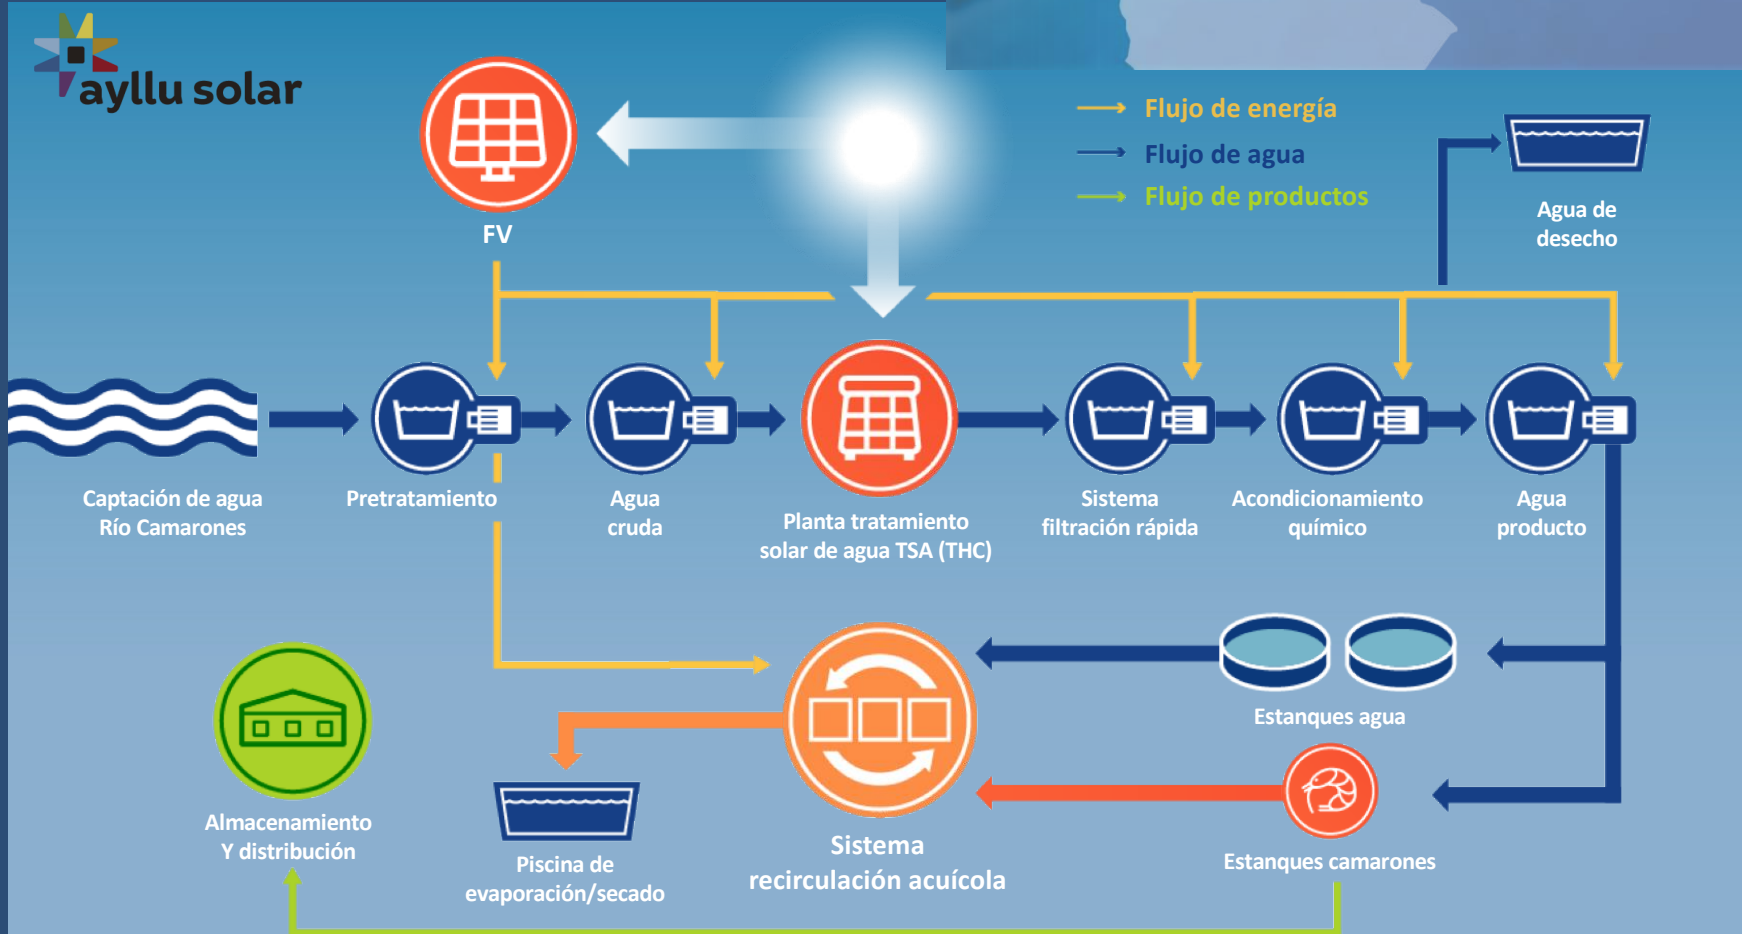 ayllu solar
Flujo de energía
Flujo de agua
Flujo de productos
FV
Agua de
desecho
Captación de agua
Río Camarones
Pretratamiento
Agua
cruda
Planta tratamiento
solar de agua TSA (THC)
Sistema
filtración rápida
Acondicionamiento
químico
Agua
producto
Estanques agua
Almacenamiento
Y distribución
Piscina de
evaporación/secado
Sistema
recirculación acuícola
Estanques camarones